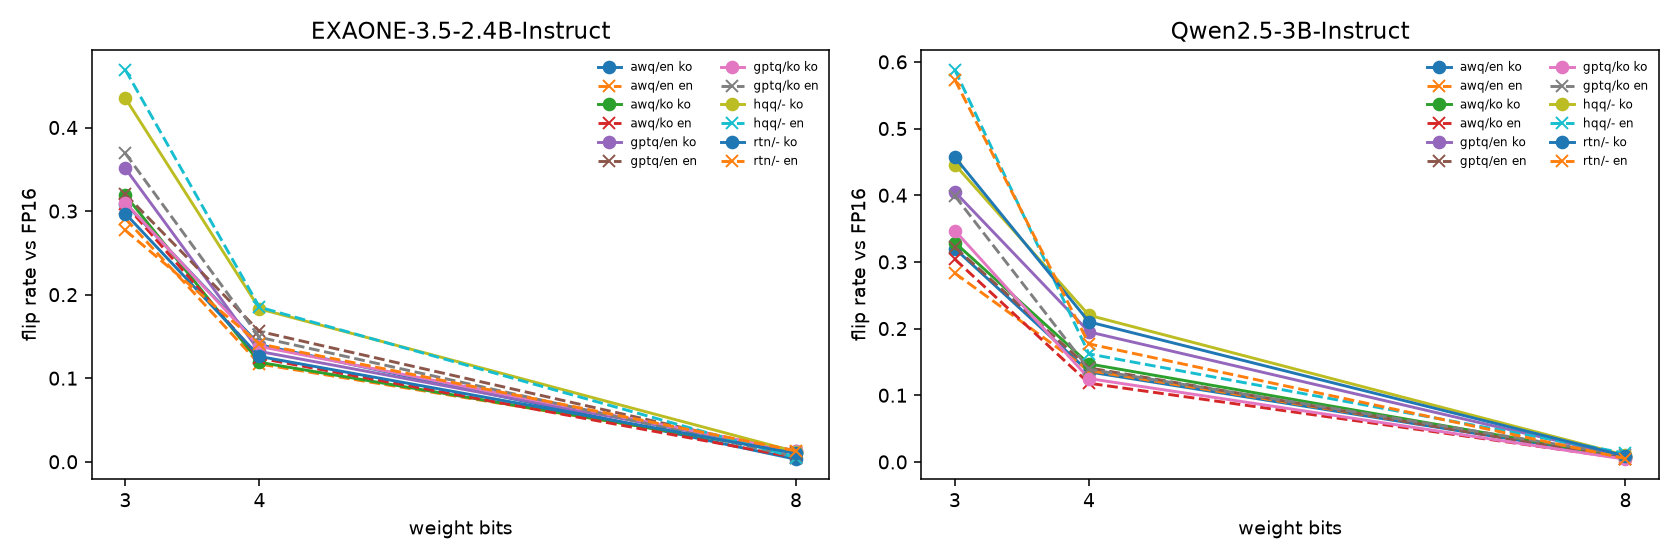 EXAONE-3.5-2.4B-Instruct
flip rate vs FP16
0.4
0.3
0.2
0.1
0.0
awq/en ko
awq/en en
awq/ko ko
awq/ko en
gptq/en ko
gptq/en en
gptq/ko ko
gptq/ko en
hqq/- ko
hqq/- en
rtn/- ko
rtn/- en
3 4 8
weight bits
Qwen2.5-3B-Instruct
flip rate vs FP16
0.6
0.5
0.4
0.3
0.2
0.1
0.0
awq/en ko
awq/en en
awq/ko ko
awq/ko en
gptq/en ko
gptq/en en
gptq/ko ko
gptq/ko en
hqq/- ko
hqq/- en
rtn/- ko
rtn/- en
3 4 8
weight bits